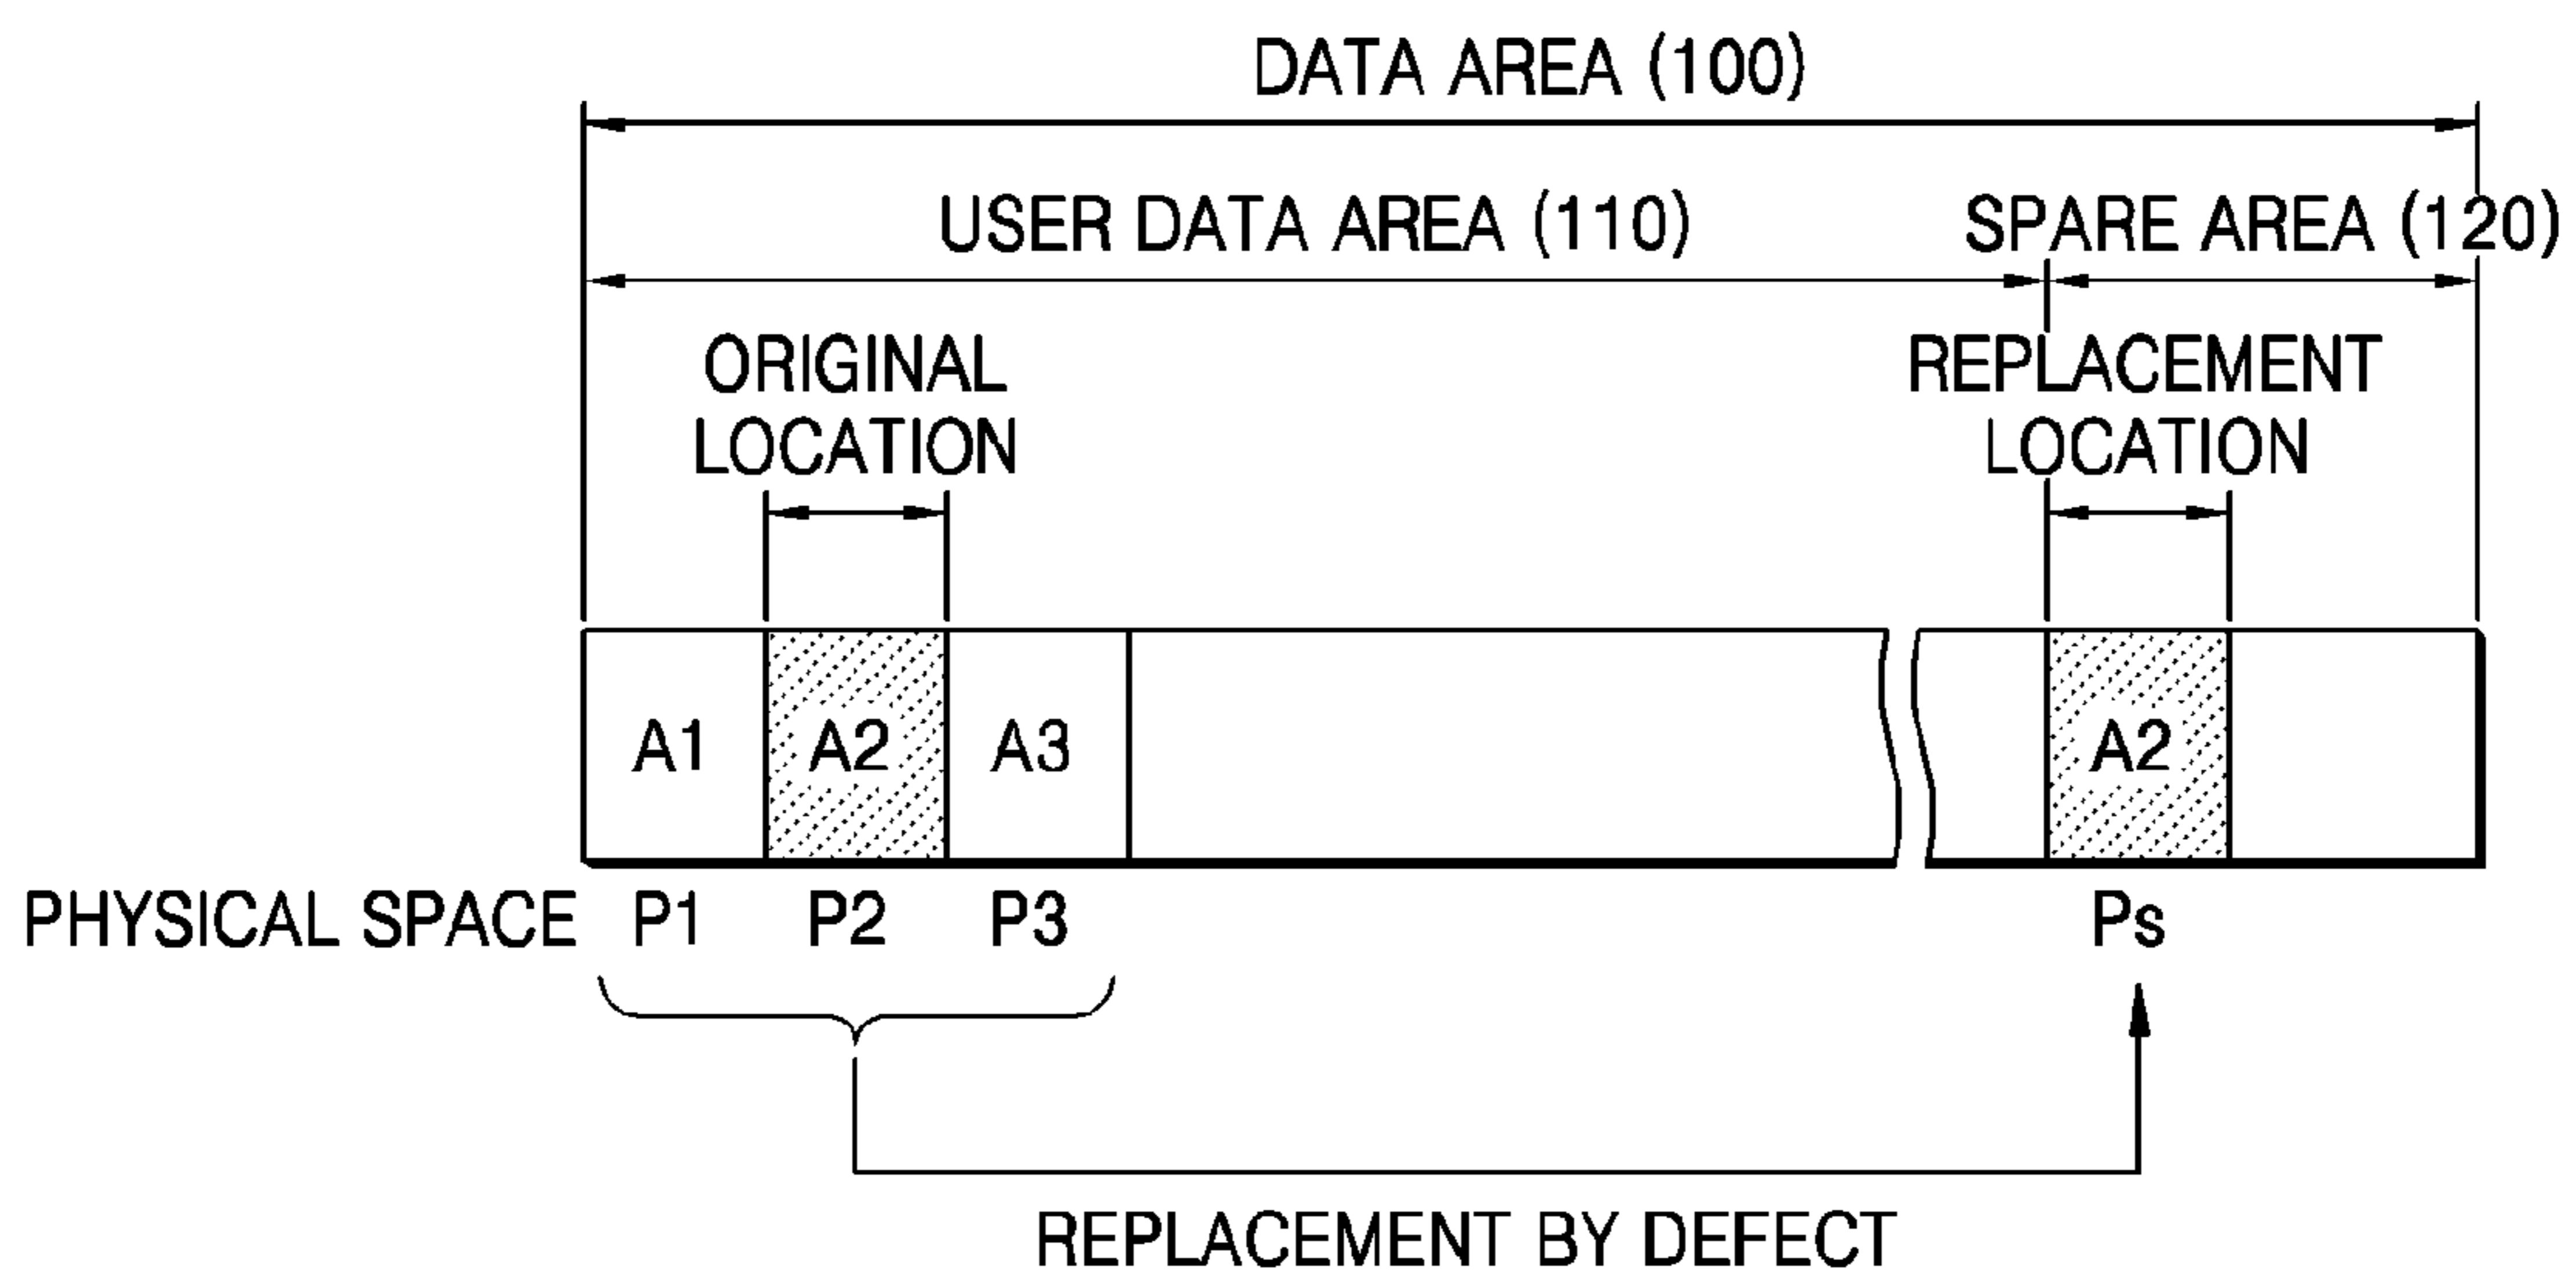 DATA AREA (100)
USER DATA AREA (110)
SPARE AREA (120)
ORIGINAL
LOCATION
REPLACEMENT
LOCATION
A1
A2
A3
A2
PHYSICAL SPACE
P1
P2
P3
Ps
REPLACEMENT BY DEFECT